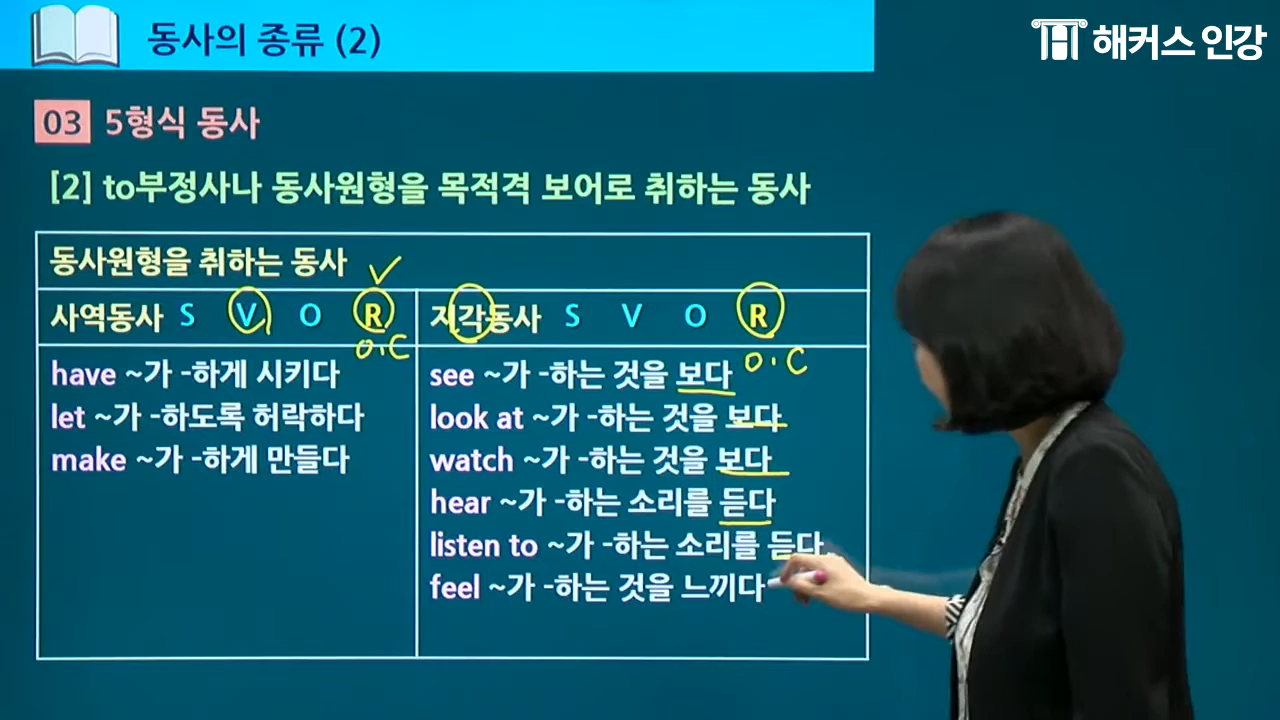 동사의 종류 (2)
해커스 인강
03 5형식 동사
[2] to부정사나 동사원형을 목적격 보어로 취하는 동사
동사원형을 취하는 동사
사역동사 S V O R
O.C
지각동사 S V O R
O.C
have ~가 -하게 시키다
let ~가 -하도록 허락하다
make ~가 -하게 만들다
see ~가 -하는 것을 보다
look at ~가 -하는 것을 보다
watch ~가 -하는 것을 보다
hear ~가 -하는 소리를 듣다
listen to ~가 -하는 소리를 듣다
feel ~가 -하는 것을 느끼다